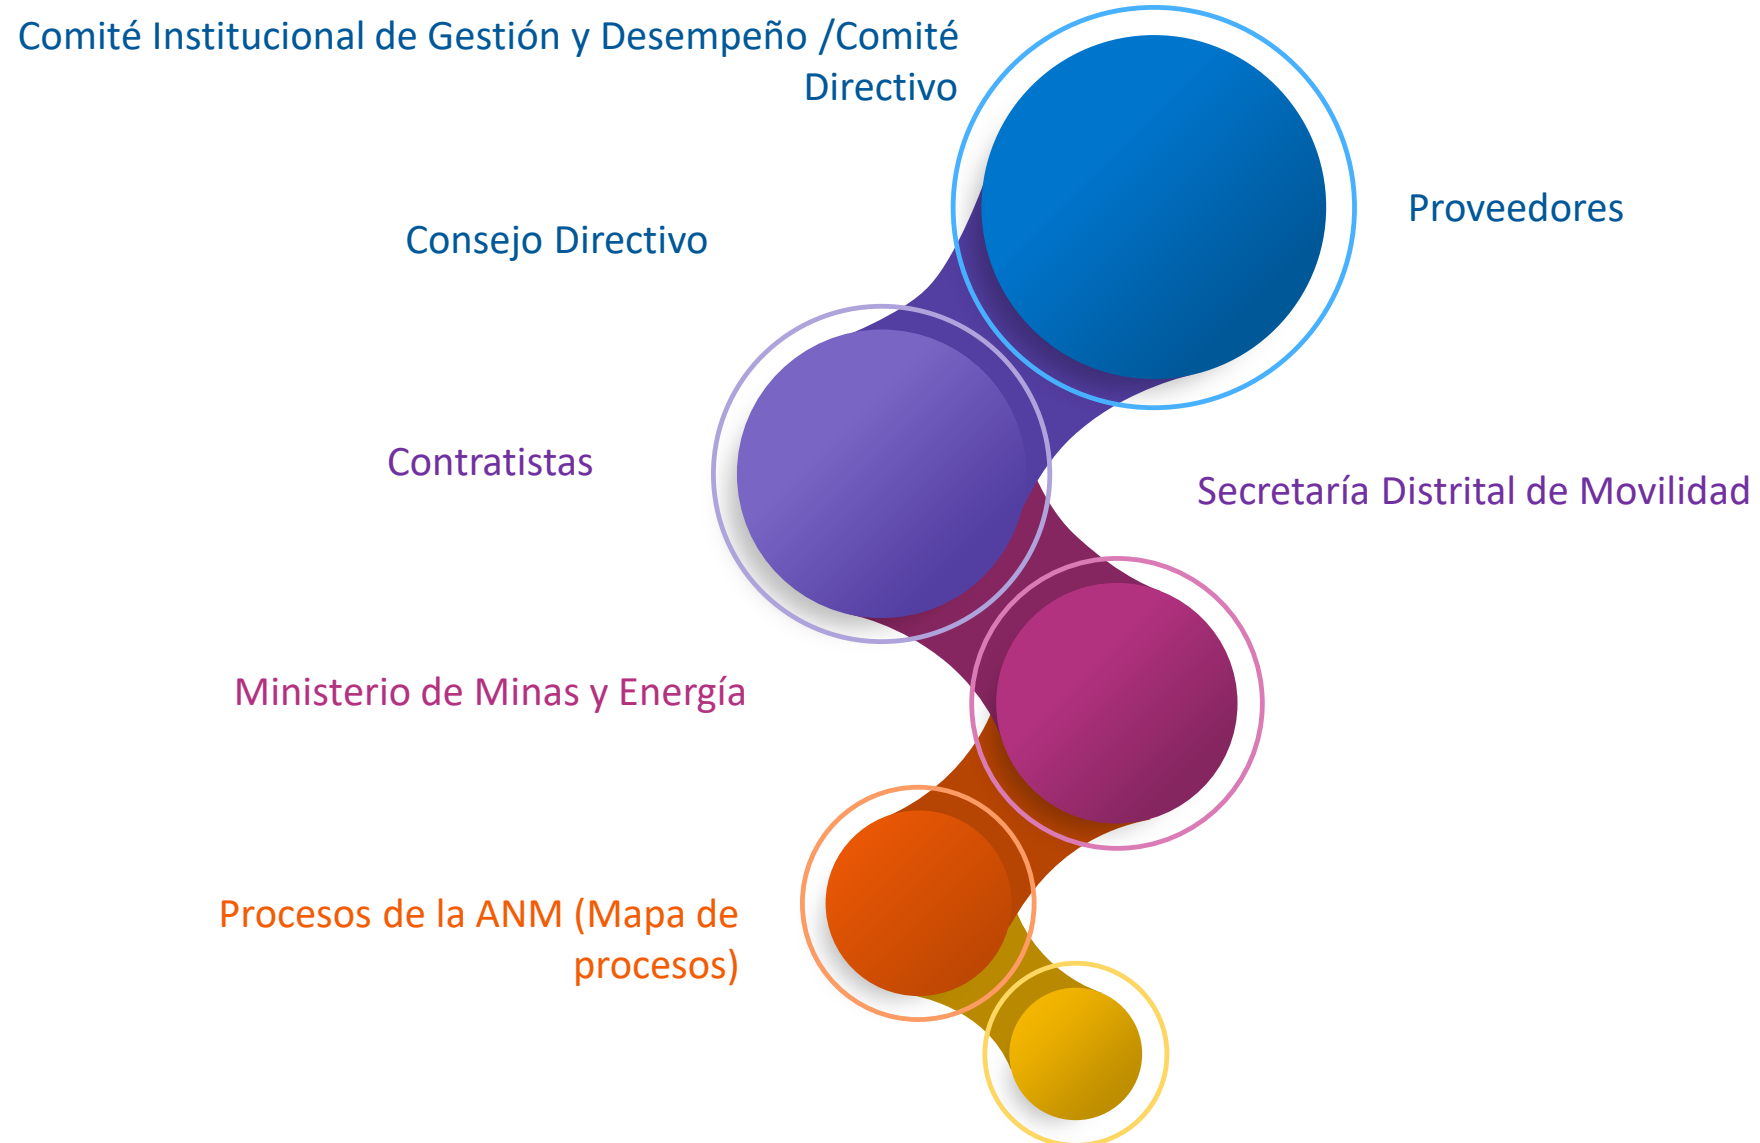 Comité Institucional de Gestión y Desempeño /Comité
Directivo
Proveedores
Consejo Directivo
Contratistas
Secretaría Distrital de Movilidad
Ministerio de Minas y Energía
Procesos de la ANM (Mapa de
procesos)